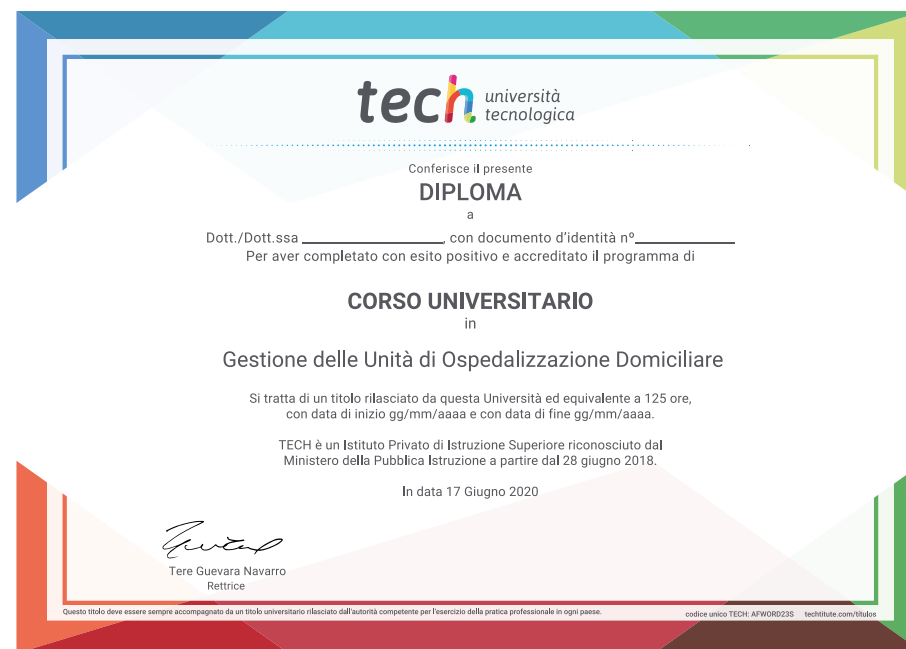 tech università
tecnologica
Conferisce il presente
DIPLOMA
a
Dott./Dott.ssa ____________________, con documento d'identità nº______________
Per aver completato con esito positivo e accreditato il programma di
CORSO UNIVERSITARIO
in
Gestione delle Unità di Ospedalizzazione Domiciliare
Si tratta di un titolo rilasciato da questa Università ed equivalente a 125 ore,
con data di inizio gg/mm/aaaa e con data di fine gg/mm/aaaa.
TECH è un Istituto Privato di Istruzione Superiore riconosciuto dal
Ministero della Pubblica Istruzione a partire dal 28 giugno 2018.
In data 17 Giugno 2020
Tere Guevara Navarro
Rettrice
Questo titolo deve essere sempre accompagnato da un titolo universitario rilasciato dall'autorità competente per l'esercizio della pratica professionale in ogni paese.
codice unico TECH: AFWORD23S techtitute.com/títulos